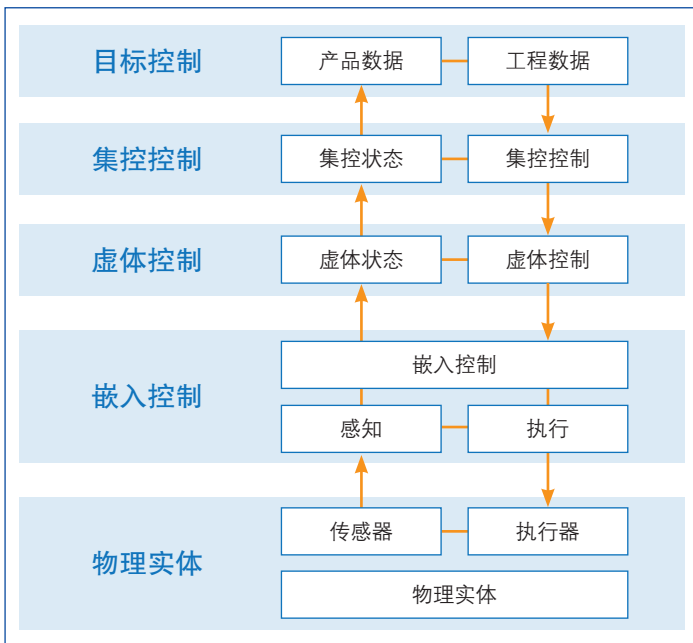 目标控制
产品数据
工程数据
集控控制
集控状态
集控控制
虚体控制
虚体状态
虚体控制
嵌入控制
嵌入控制
感知
执行
物理实体
传感器
执行器
物理实体